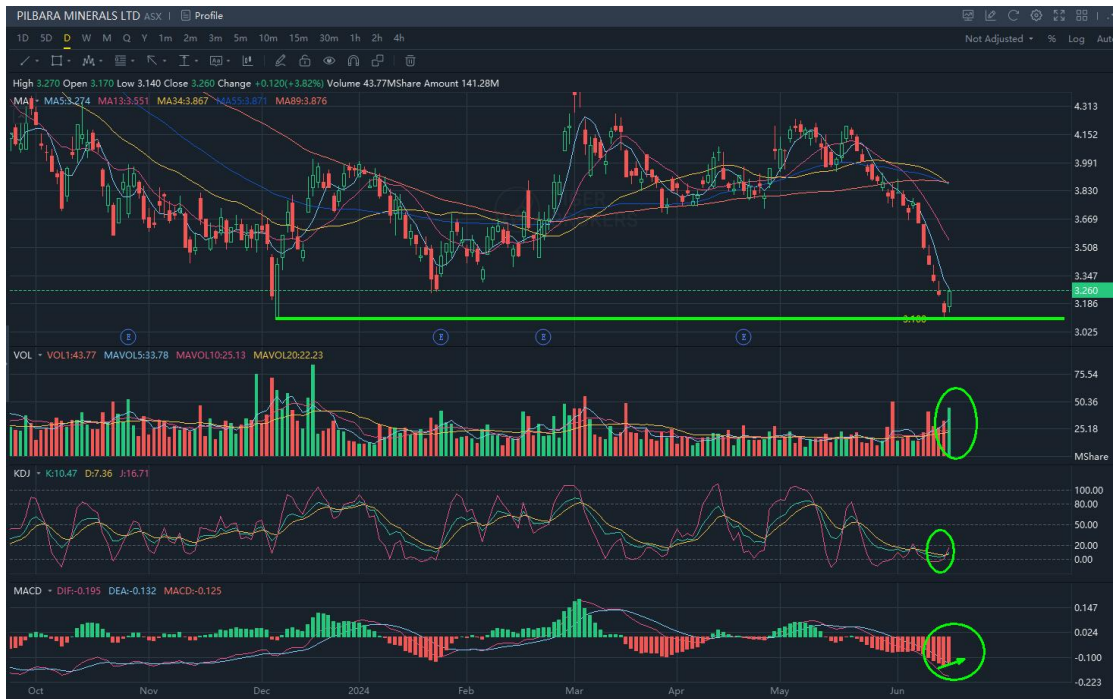 PILBARA MINERALS LTD ASX Profile
1D 5D D W M Q Y 1m 2m 3m 5m 10m 15m 30m 1h 2h 4h Not Adjusted % Log
High 3.270 Open 3.170 Low 3.140 Close 3.260 Change +0.120(+3.82%) Volume 43.77MShare Amount 141.28M
MA MA5:3.274 MA13:3.551 MA34:3.867 MA55:3.871 MA89:3.876
4.313
4.152
3.991
3.830
3.669
3.508
3.347
3.260
3.186
3.100
3.025
E E E E
VOL VOL1:43.77 MAVOL5:33.78 MAVOL10:25.13 MAVOL20:22.23
75.54
50.36
25.18
MShare
KDJ K:10.47 D:7.36 J:16.71
100.00
80.00
50.00
20.00
0.00
MACD DIF:-0.195 DEA:-0.132 MACD:-0.125
0.147
0.024
-0.100
-0.223
Oct Nov Dec 2024 Feb Mar Apr May Jun